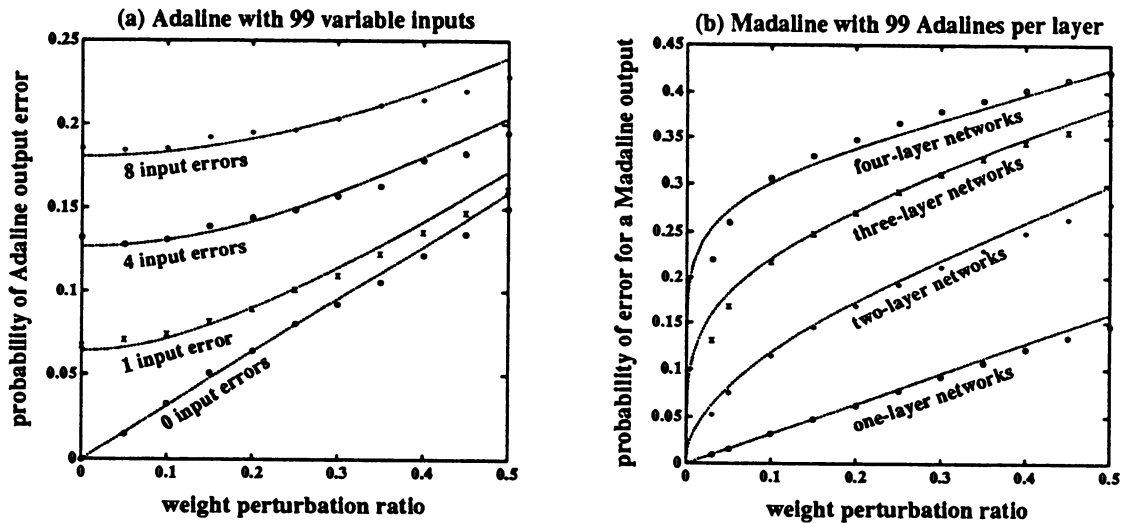 (a) Adaline with 99 variable inputs
probability of Adaline output error
0.25
0.2
0.15
0.1
0.05
0
8 input errors
4 input errors
1 input error
0 input errors
0 0.1 0.2 0.3 0.4 0.5
weight perturbation ratio
(b) Madaline with 99 Adalines per layer
probability of error for a Madaline output
0.45
0.4
0.35
0.3
0.25
0.2
0.15
0.1
0.05
0
four-layer networks
three-layer networks
two-layer networks
one-layer networks
0 0.1 0.2 0.3 0.4 0.5
weight perturbation ratio